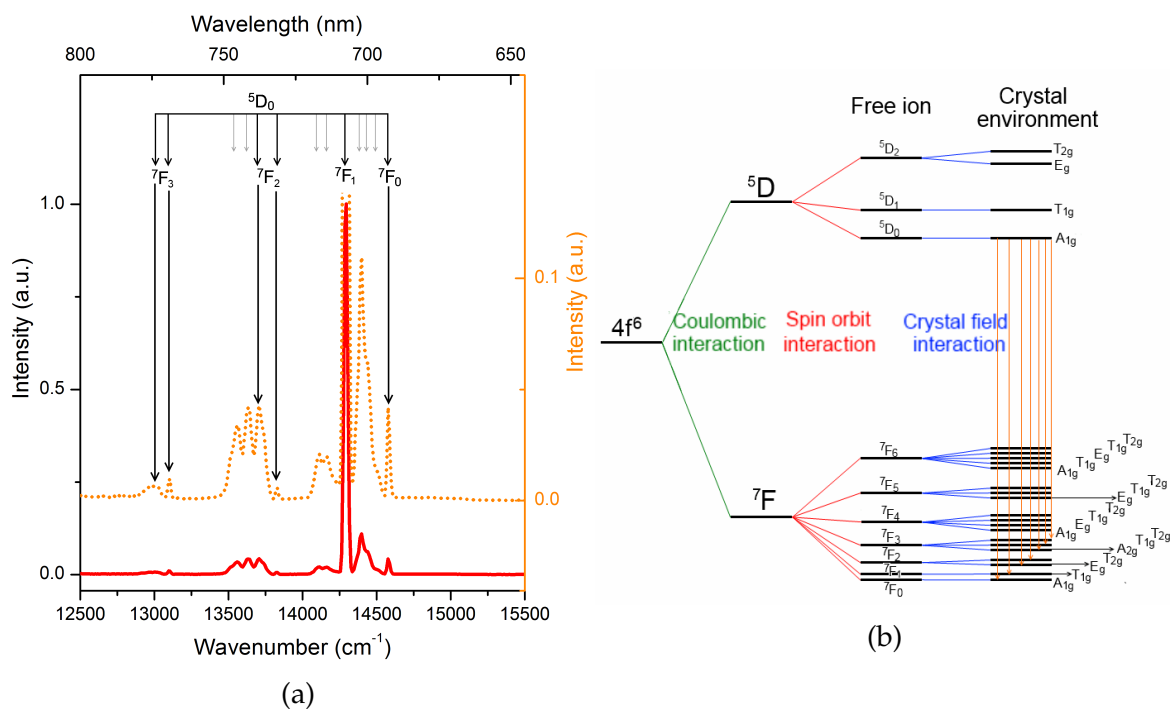 Wavelength (nm)
800 750 700 650
⁵D₀
⁷F₃ ⁷F₂ ⁷F₁ ⁷F₀
1.0
0.5
0.0
Intensity (a.u.)
0.1
0.0
Intensity (a.u.)
12500 13000 13500 14000 14500 15000 15500
Wavenumber (cm⁻¹)
(a)
Free ion
Crystal
environment
4f⁶
⁵D
⁷F
Coulombic
interaction
Spin orbit
interaction
Crystal field
interaction
⁵D₂
⁵D₁
⁵D₀
T₂g
Eg
T₁g
A₁g
⁷F₆
A₁g T₁g Eg T₁g T₂g
⁷F₅
Eg T₁g T₂g
⁷F₄
A₁g Eg T₁g T₂g
⁷F₃
A₂g T₁g T₂g
⁷F₂
Eg T₂g
⁷F₁
T₁g
⁷F₀
A₁g
(b)